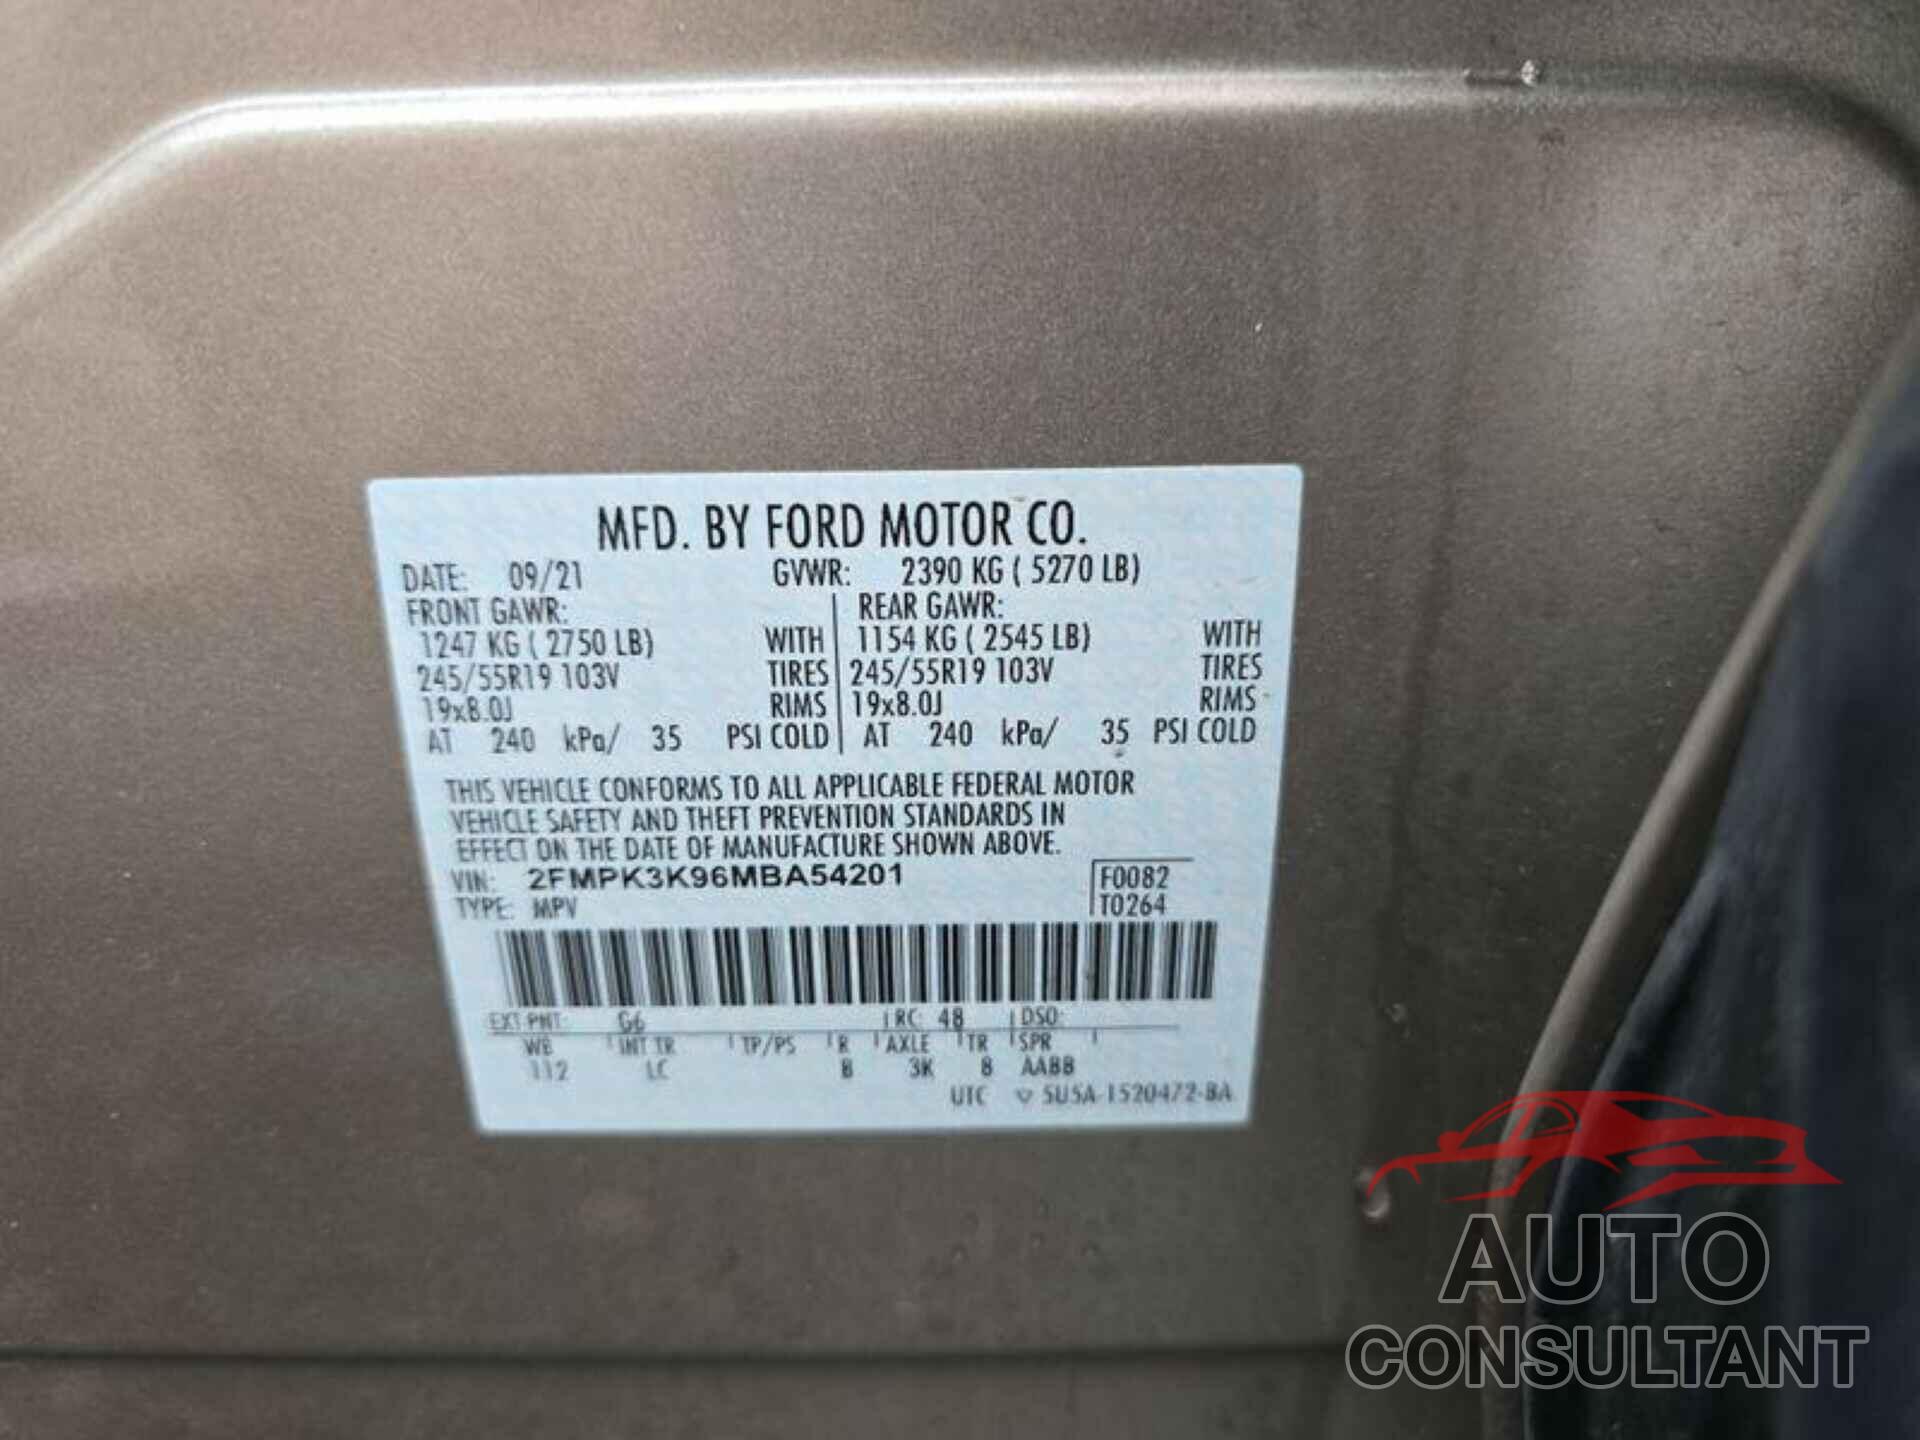 MFD. BY FORD MOTOR CO.
DATE: 09/21 GVWR: 2390 KG ( 5270 LB)
FRONT GAWR: REAR GAWR:
1247 KG ( 2750 LB) WITH 1154 KG ( 2545 LB) WITH
245/55R19 103V TIRES 245/55R19 103V TIRES
19x8.0J RIMS 19x8.0J RIMS
AT 240 kPa/ 35 PSI COLD AT 240 kPa/ 35 PSI COLD
THIS VEHICLE CONFORMS TO ALL APPLICABLE FEDERAL MOTOR
VEHICLE SAFETY AND THEFT PREVENTION STANDARDS IN
EFFECT ON THE DATE OF MANUFACTURE SHOWN ABOVE.
VIN: 2FMPK3K96MBA54201 F0082
TYPE: MPV T0264
EXT PNT: G6 RC: 48 DSO:
WB INT TR TP/PS R AXLE TR SPR
112 LC B 3K 8 AABB
UTC ▽ 5U5A-1520472-BA
AUTO
CONSULTANT